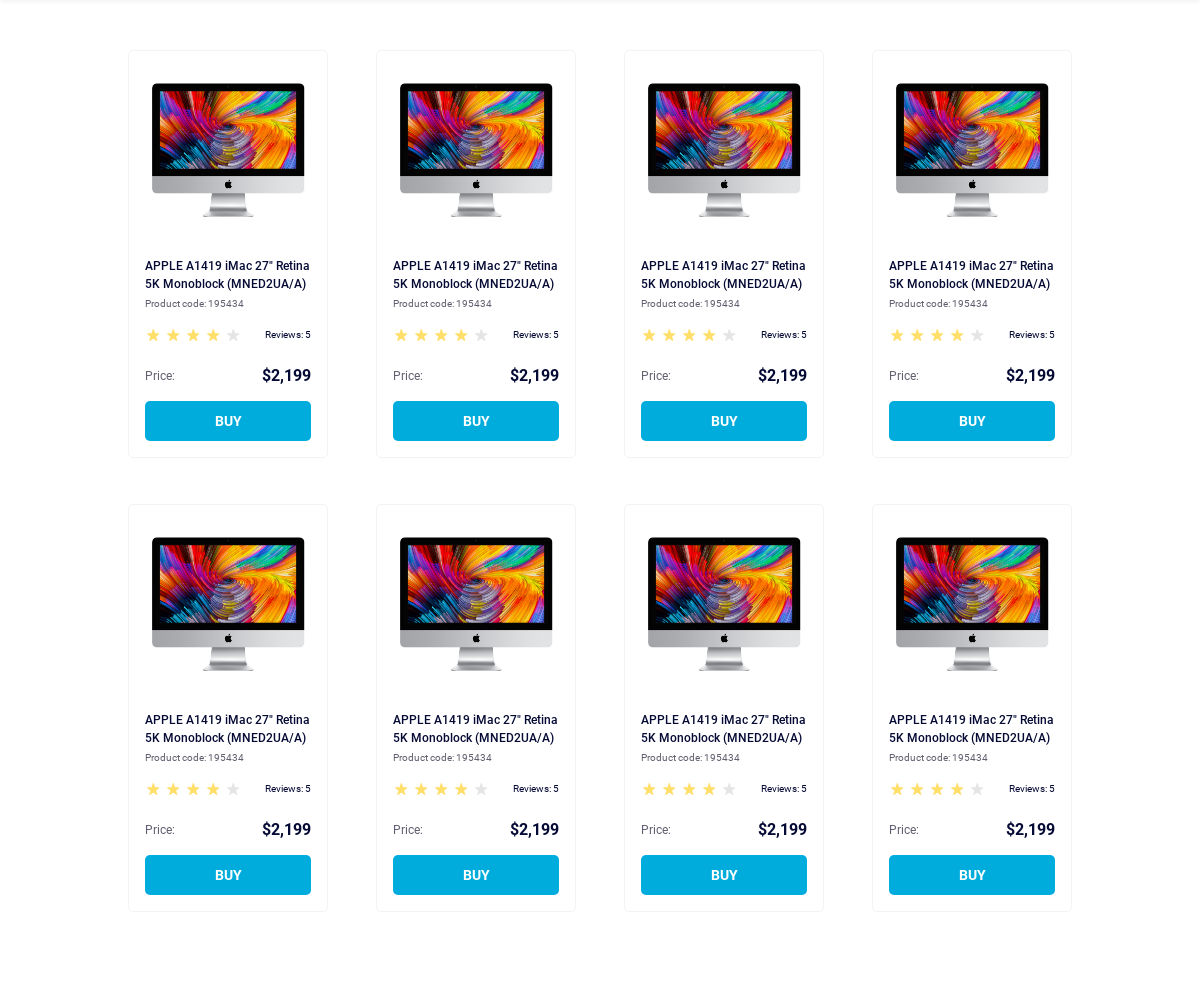 APPLE A1419 iMac 27" Retina
5K Monoblock (MNED2UA/A)
Product code: 195434
Reviews: 5
Price: $2,199
BUY
APPLE A1419 iMac 27" Retina
5K Monoblock (MNED2UA/A)
Product code: 195434
Reviews: 5
Price: $2,199
BUY
APPLE A1419 iMac 27" Retina
5K Monoblock (MNED2UA/A)
Product code: 195434
Reviews: 5
Price: $2,199
BUY
APPLE A1419 iMac 27" Retina
5K Monoblock (MNED2UA/A)
Product code: 195434
Reviews: 5
Price: $2,199
BUY
APPLE A1419 iMac 27" Retina
5K Monoblock (MNED2UA/A)
Product code: 195434
Reviews: 5
Price: $2,199
BUY
APPLE A1419 iMac 27" Retina
5K Monoblock (MNED2UA/A)
Product code: 195434
Reviews: 5
Price: $2,199
BUY
APPLE A1419 iMac 27" Retina
5K Monoblock (MNED2UA/A)
Product code: 195434
Reviews: 5
Price: $2,199
BUY
APPLE A1419 iMac 27" Retina
5K Monoblock (MNED2UA/A)
Product code: 195434
Reviews: 5
Price: $2,199
BUY